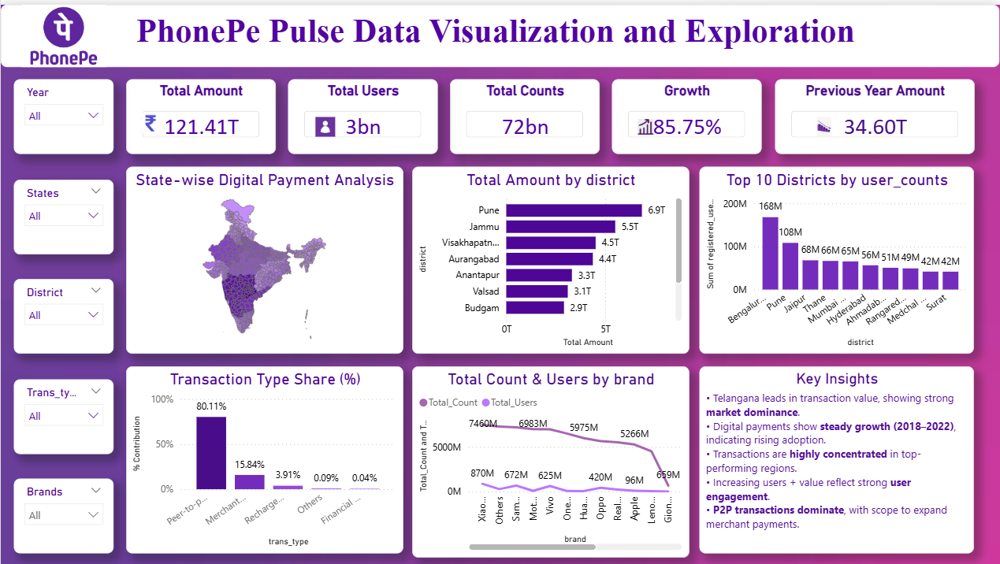 पे
PhonePe
PhonePe Pulse Data Visualization and Exploration
Year
All
Total Amount
₹ 121.41T
Total Users
3bn
Total Counts
72bn
Growth
85.75%
Previous Year Amount
34.60T
States
All
District
All
Trans_ty...
All
Brands
All
State-wise Digital Payment Analysis
Total Amount by district
district
Pune 6.9T
Jammu 5.5T
Visakhapatn... 4.5T
Aurangabad 4.4T
Anantapur 3.3T
Valsad 3.1T
Budgam 2.9T
0T 5T
Total Amount
Top 10 Districts by user_counts
Sum of registered_use...
200M
100M
0M
168M 108M 68M 66M 65M 56M 51M 49M 42M 42M
Bengalur... Pune Jaipur Thane Mumbai ... Hyderabad Ahmadab... Rangared... Medchal ... Surat
district
Transaction Type Share (%)
% Contribution
100%
50%
0%
80.11% 15.84% 3.91% 0.09% 0.04%
Peer-to-p... Merchant... Recharge... Others Financial ...
trans_type
Total Count & Users by brand
Total_Count Total_Users
Total_Count and T...
5000M
0M
7460M 6983M 5975M 5266M 659M
870M 672M 625M 420M 96M
Xiao... Others Sam... Mot... Vivo One... Hua... Oppo Real... Apple Leno... Gion...
brand
Key Insights
• Telangana leads in transaction value, showing strong
market dominance.
• Digital payments show steady growth (2018–2022),
indicating rising adoption.
• Transactions are highly concentrated in top-
performing regions.
• Increasing users + value reflect strong user
engagement.
• P2P transactions dominate, with scope to expand
merchant payments.